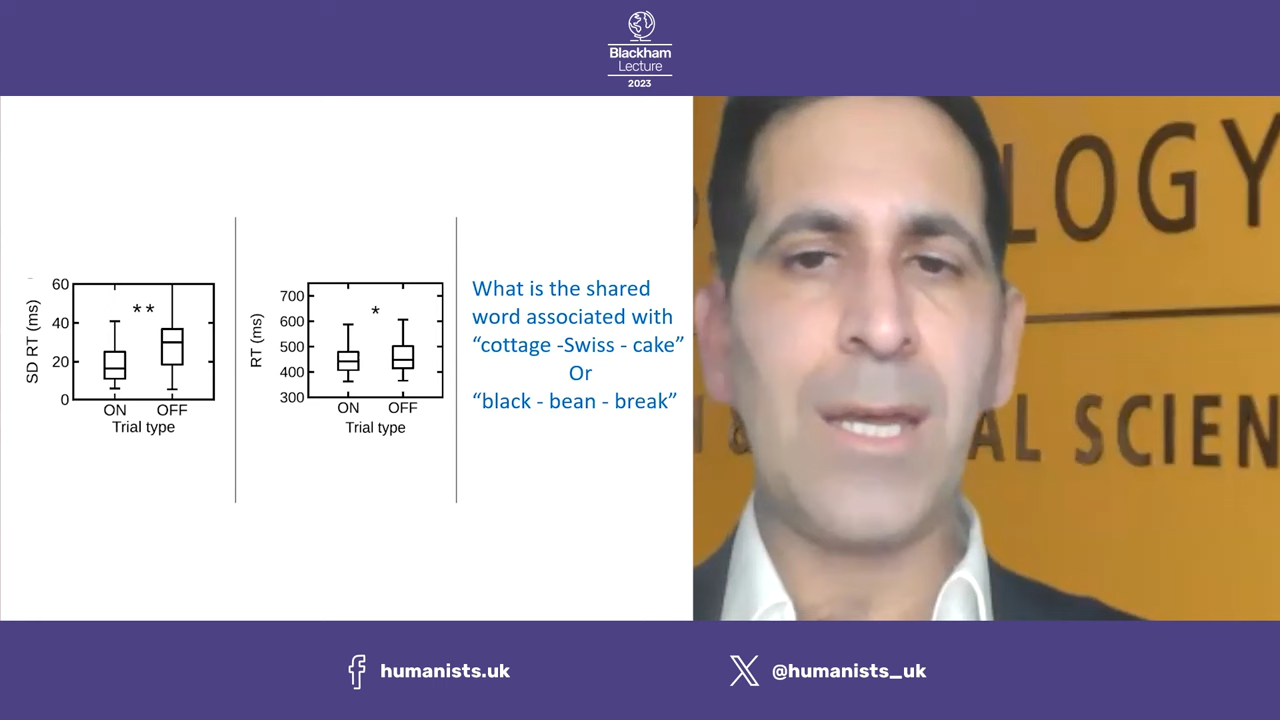 Blackham
Lecture
2023
60
40
20
0
SD RT (ms)
**
ON OFF
Trial type
700
600
500
400
300
RT (ms)
*
ON OFF
Trial type
What is the shared
word associated with
“cottage -Swiss - cake”
Or
“black - bean - break”
LOGY
AL SCIEN
humanists.uk
@humanists_uk